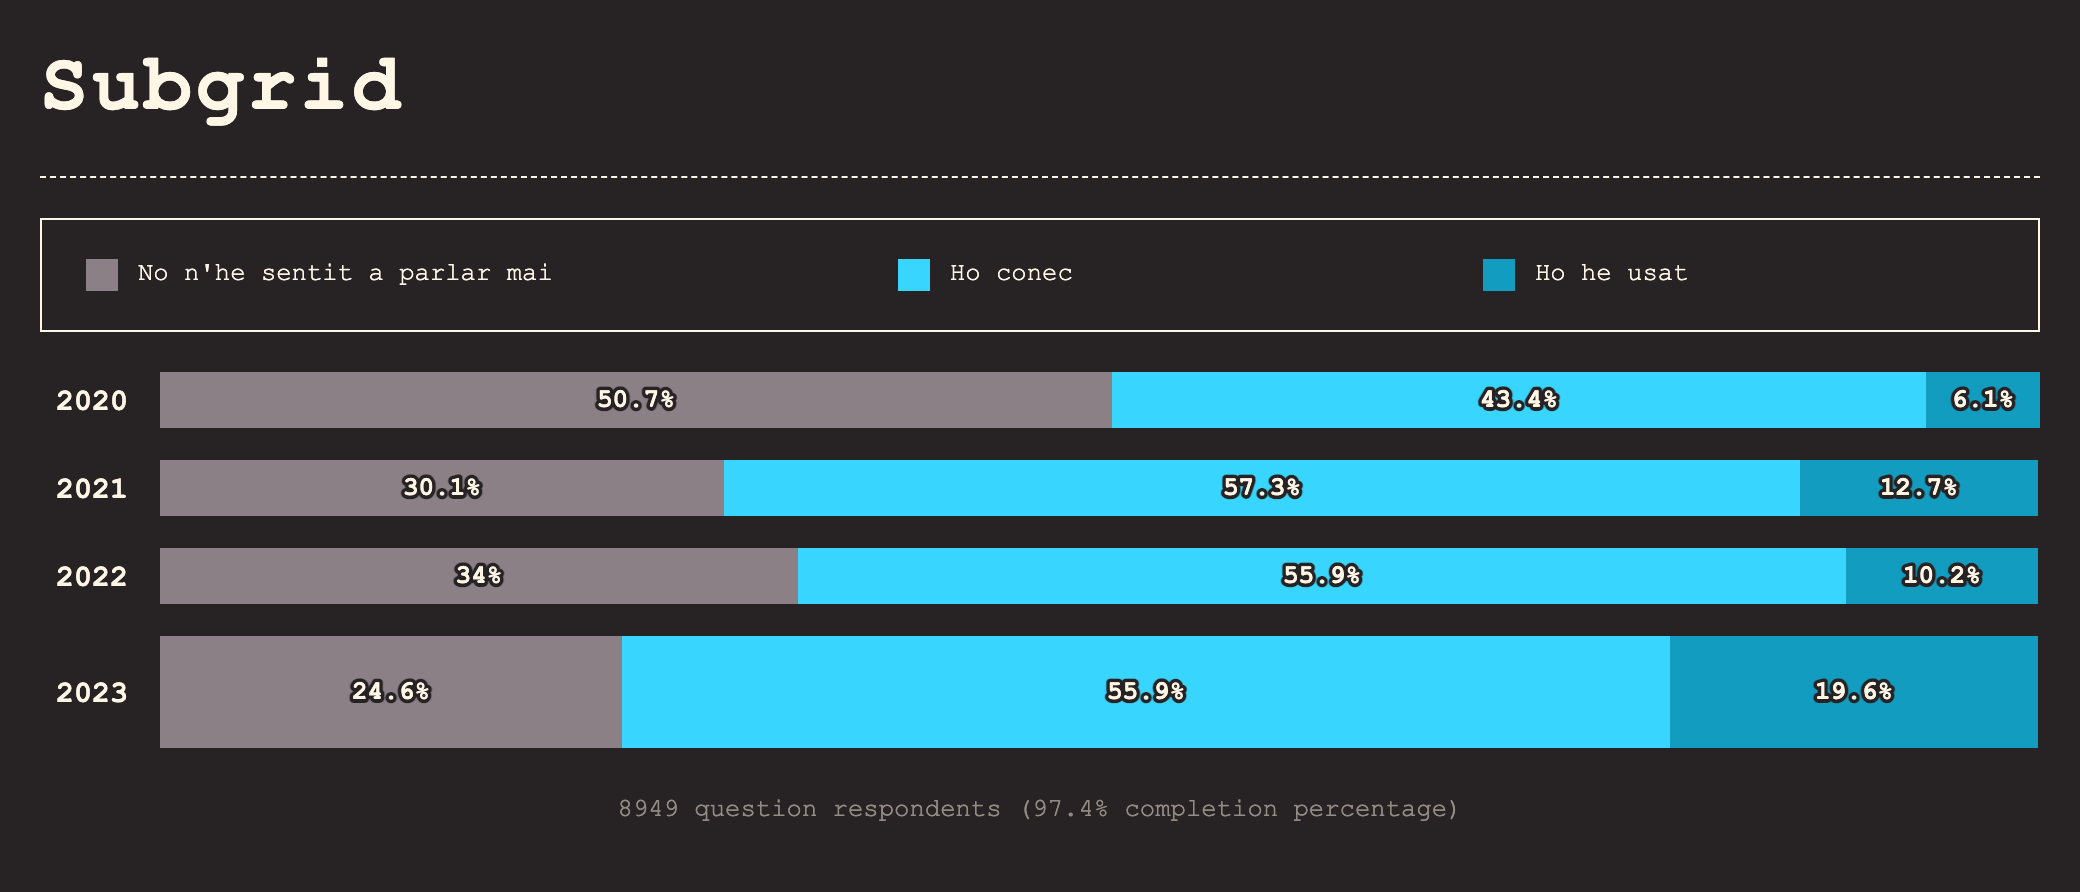 Subgrid
No n'he sentit a parlar mai
Ho conec
Ho he usat
2020 50.7% 43.4% 6.1%
2021 30.1% 57.3% 12.7%
2022 34% 55.9% 10.2%
2023 24.6% 55.9% 19.6%
8949 question respondents (97.4% completion percentage)